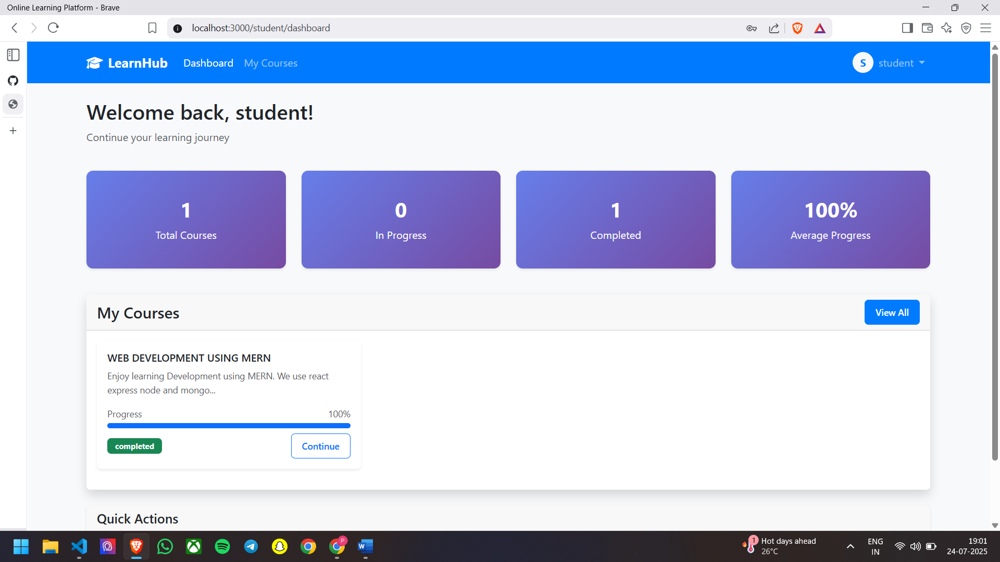 Online Learning Platform - Brave
localhost:3000/student/dashboard
LearnHub
Dashboard
My Courses
S
student
Welcome back, student!
Continue your learning journey
1
Total Courses
0
In Progress
1
Completed
100%
Average Progress
My Courses
View All
WEB DEVELOPMENT USING MERN
Enjoy learning Development using MERN. We use react
express node and mongo...
Progress
100%
completed
Continue
Quick Actions
P
W
1
Hot days ahead
26°C
ENG
IN
19:01
24-07-2025